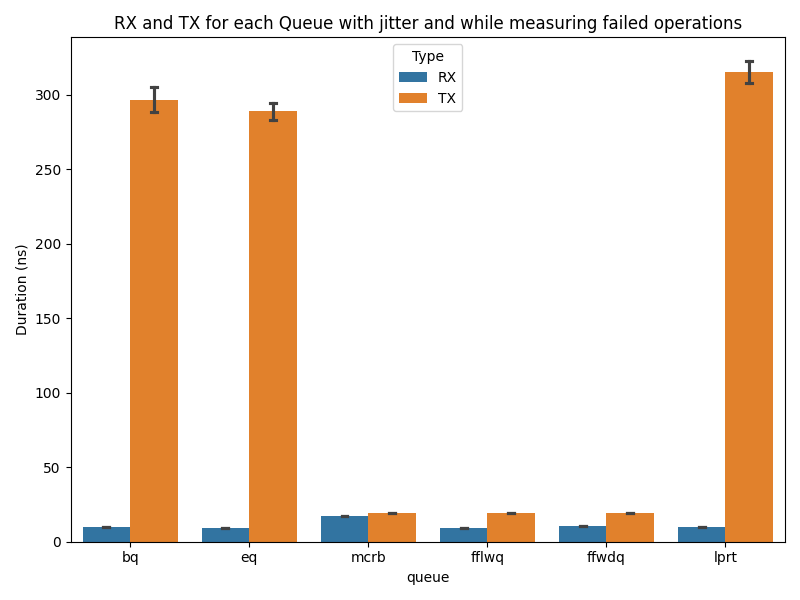 RX and TX for each Queue with jitter and while measuring failed operations
Type
RX
TX
Duration (ns)
300
250
200
150
100
50
0
bq eq mcrb fflwq ffwdq lprt
queue